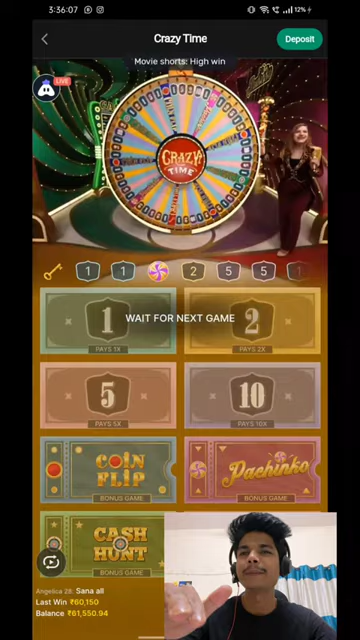 3:36:07
12%
Crazy Time
Deposit
Movie shorts: High win
LIVE
CRAZY
TIME
1
1
2
5
5
1
1
PAYS 1X
2
PAYS 2X
WAIT FOR NEXT GAME
5
PAYS 5X
10
PAYS 10X
COIN
FLIP
BONUS GAME
Pachinko
BONUS GAME
CASH
HUNT
BONUS GAME
Angelica 28: Sana all
Last Win ₹60,150
Balance ₹61,550.94